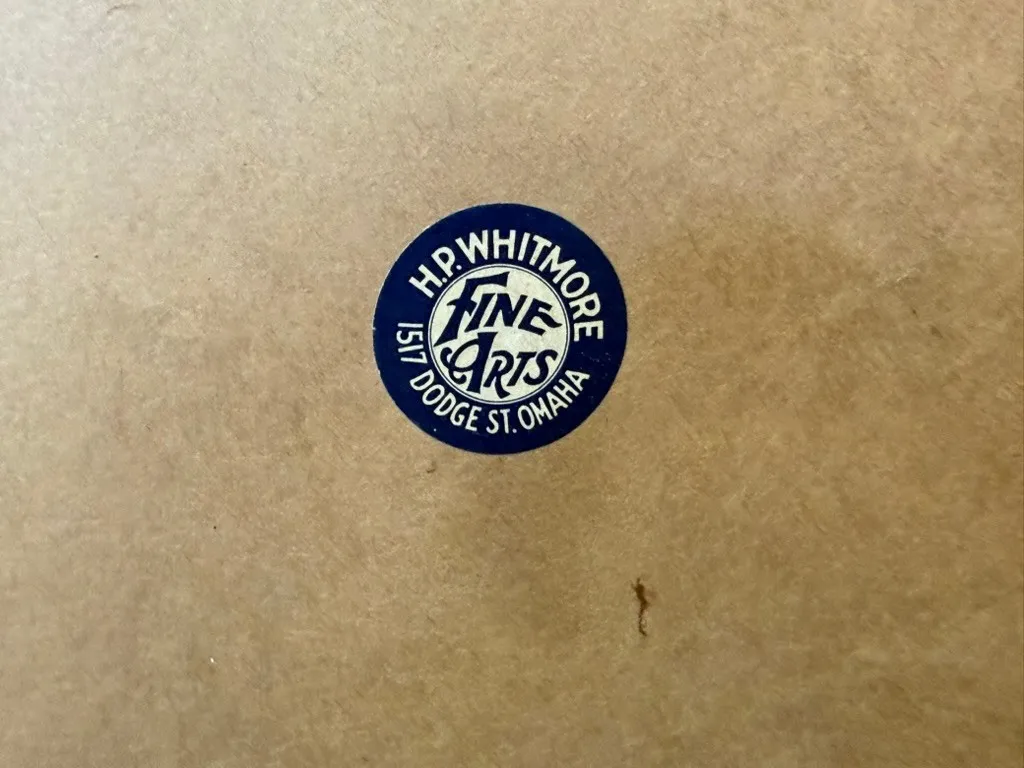 H.P. WHITMORE
FINE
ARTS
1517 DODGE ST. OMAHA